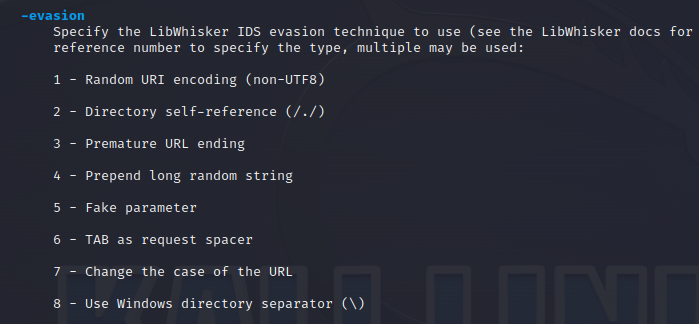 -evasion
Specify the LibWhisker IDS evasion technique to use (see the LibWhisker docs for
reference number to specify the type, multiple may be used:
1 - Random URI encoding (non-UTF8)
2 - Directory self-reference (/./)
3 - Premature URL ending
4 - Prepend long random string
5 - Fake parameter
6 - TAB as request spacer
7 - Change the case of the URL
8 - Use Windows directory separator (\)